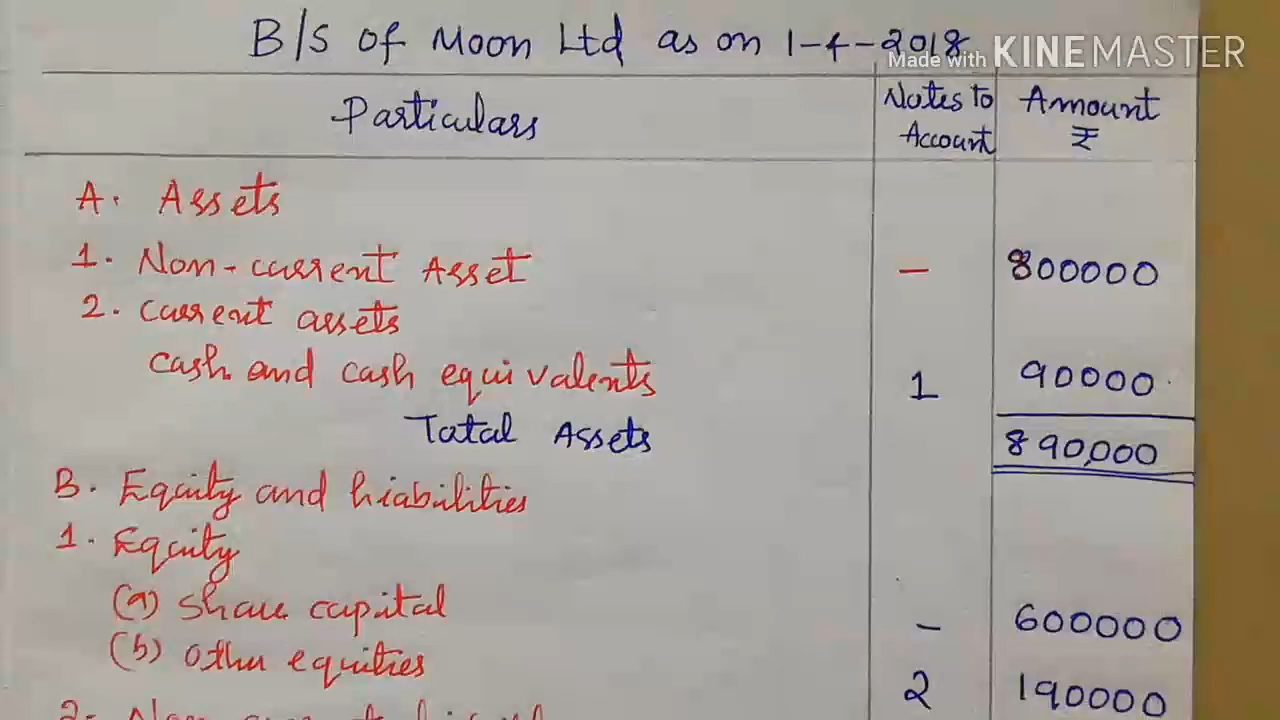 B/S of Moon Ltd as on 1-4-2018
Made with KINEMASTER
Particulars Notes to Account Amount ₹
A. Assets
1. Non-current Asset - 800000
2. Current assets
Cash and cash equivalents 1 90000
Total Assets 890,000
B. Equity and Liabilities
1. Equity
(a) Share capital - 600000
(b) Other equities 2 190000
2. Non